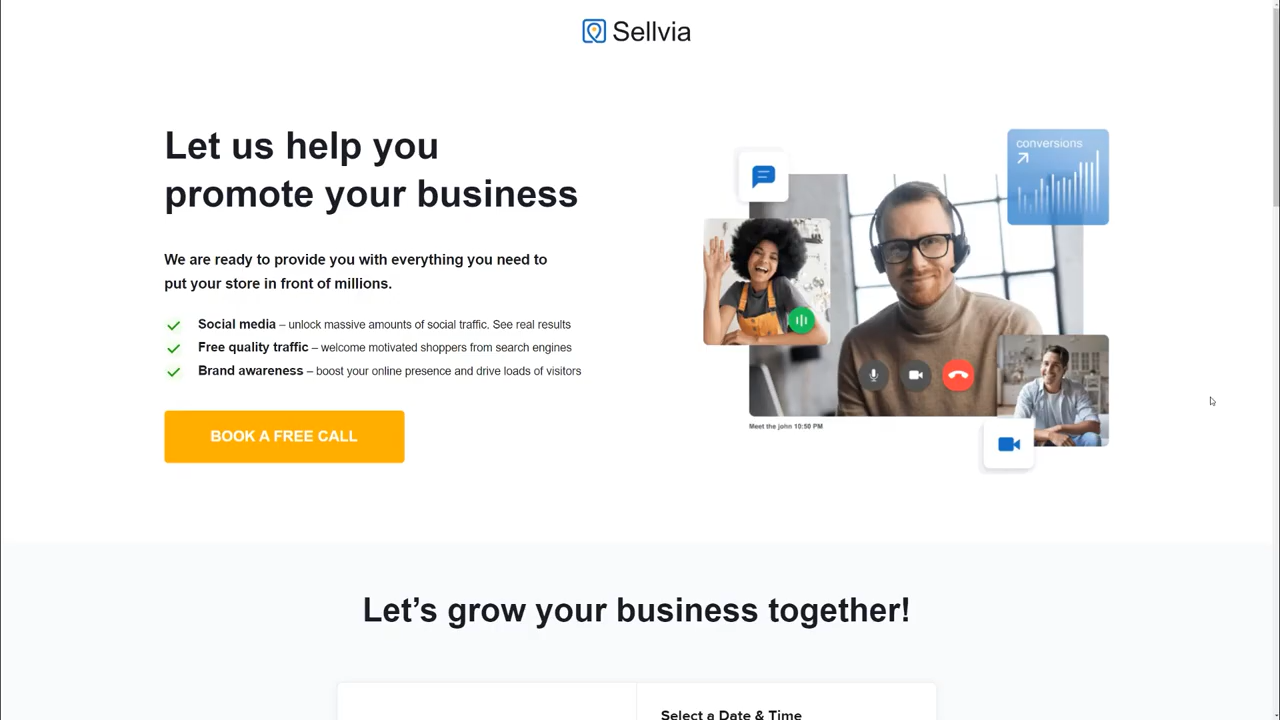 Sellvia
Let us help you
promote your business
We are ready to provide you with everything you need to
put your store in front of millions.
Social media – unlock massive amounts of social traffic. See real results
Free quality traffic – welcome motivated shoppers from search engines
Brand awareness – boost your online presence and drive loads of visitors
BOOK A FREE CALL
conversions
Meet the john 10:50 PM
Let’s grow your business together!
Select a Date & Time